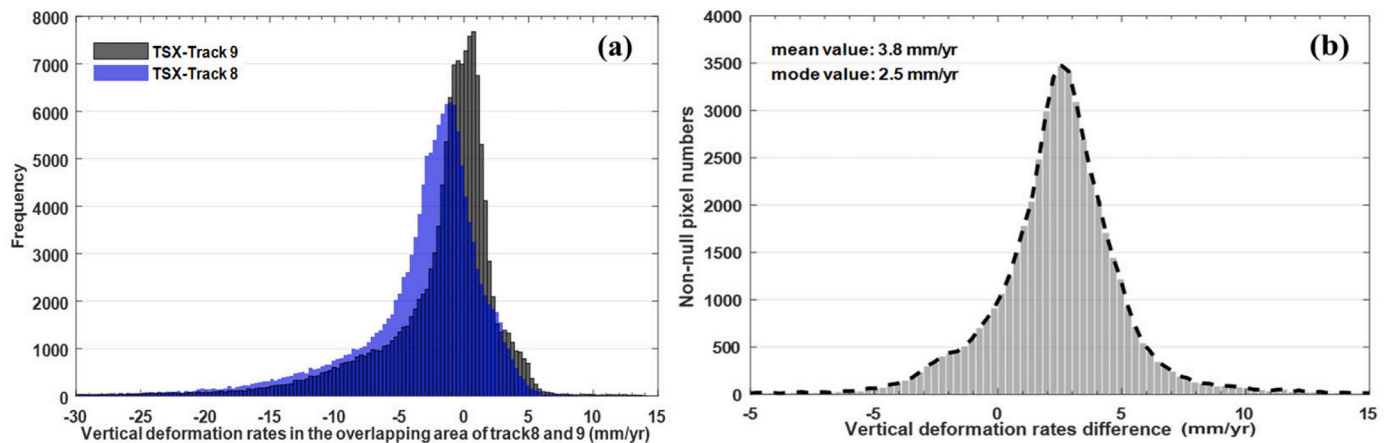 8000
7000
6000
5000
4000
3000
2000
1000
0
Frequency
TSX-Track 9
TSX-Track 8
(a)
-30 -25 -20 -15 -10 -5 0 5 10 15
Vertical deformation rates in the overlapping area of track8 and 9 (mm/yr)
4000
3500
3000
2500
2000
1500
1000
500
0
Non-null pixel numbers
mean value: 3.8 mm/yr
mode value: 2.5 mm/yr
(b)
-5 -5 0 5 10 15
Vertical deformation rates difference (mm/yr)